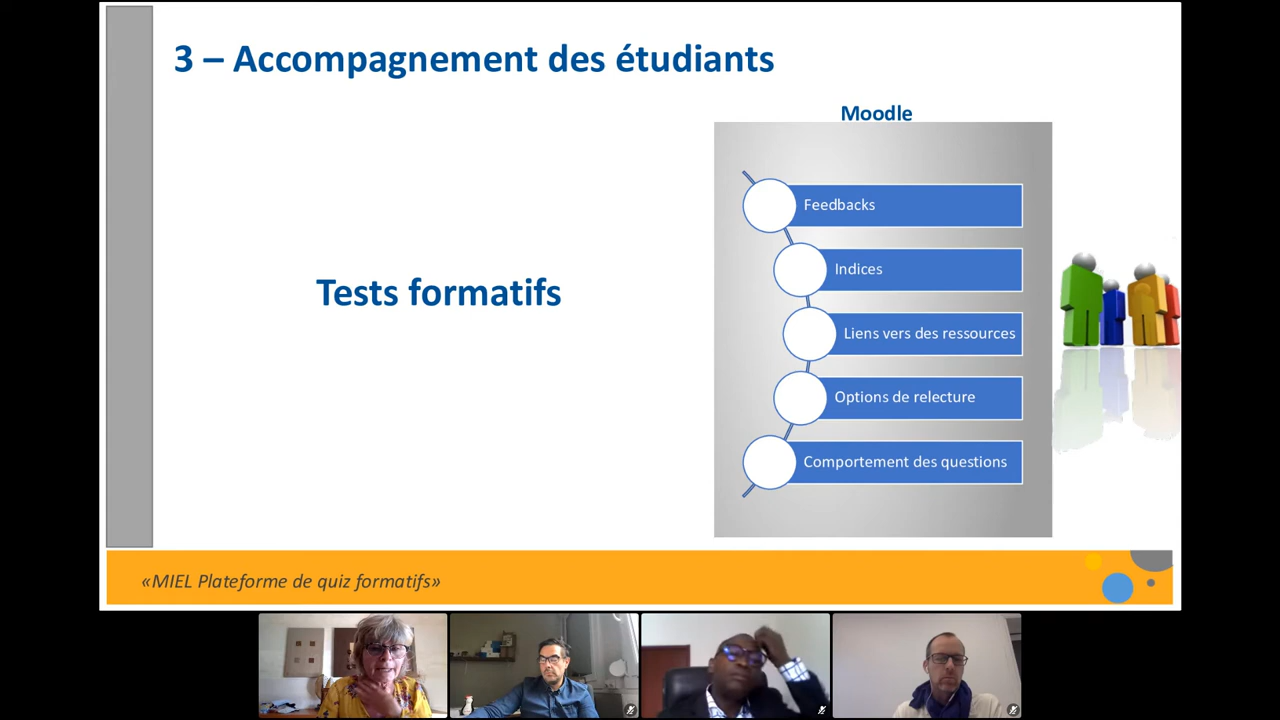 3 – Accompagnement des étudiants
Moodle
Feedbacks
Indices
Liens vers des ressources
Options de relecture
Comportement des questions
Tests formatifs
«MIEL Plateforme de quiz formatifs»